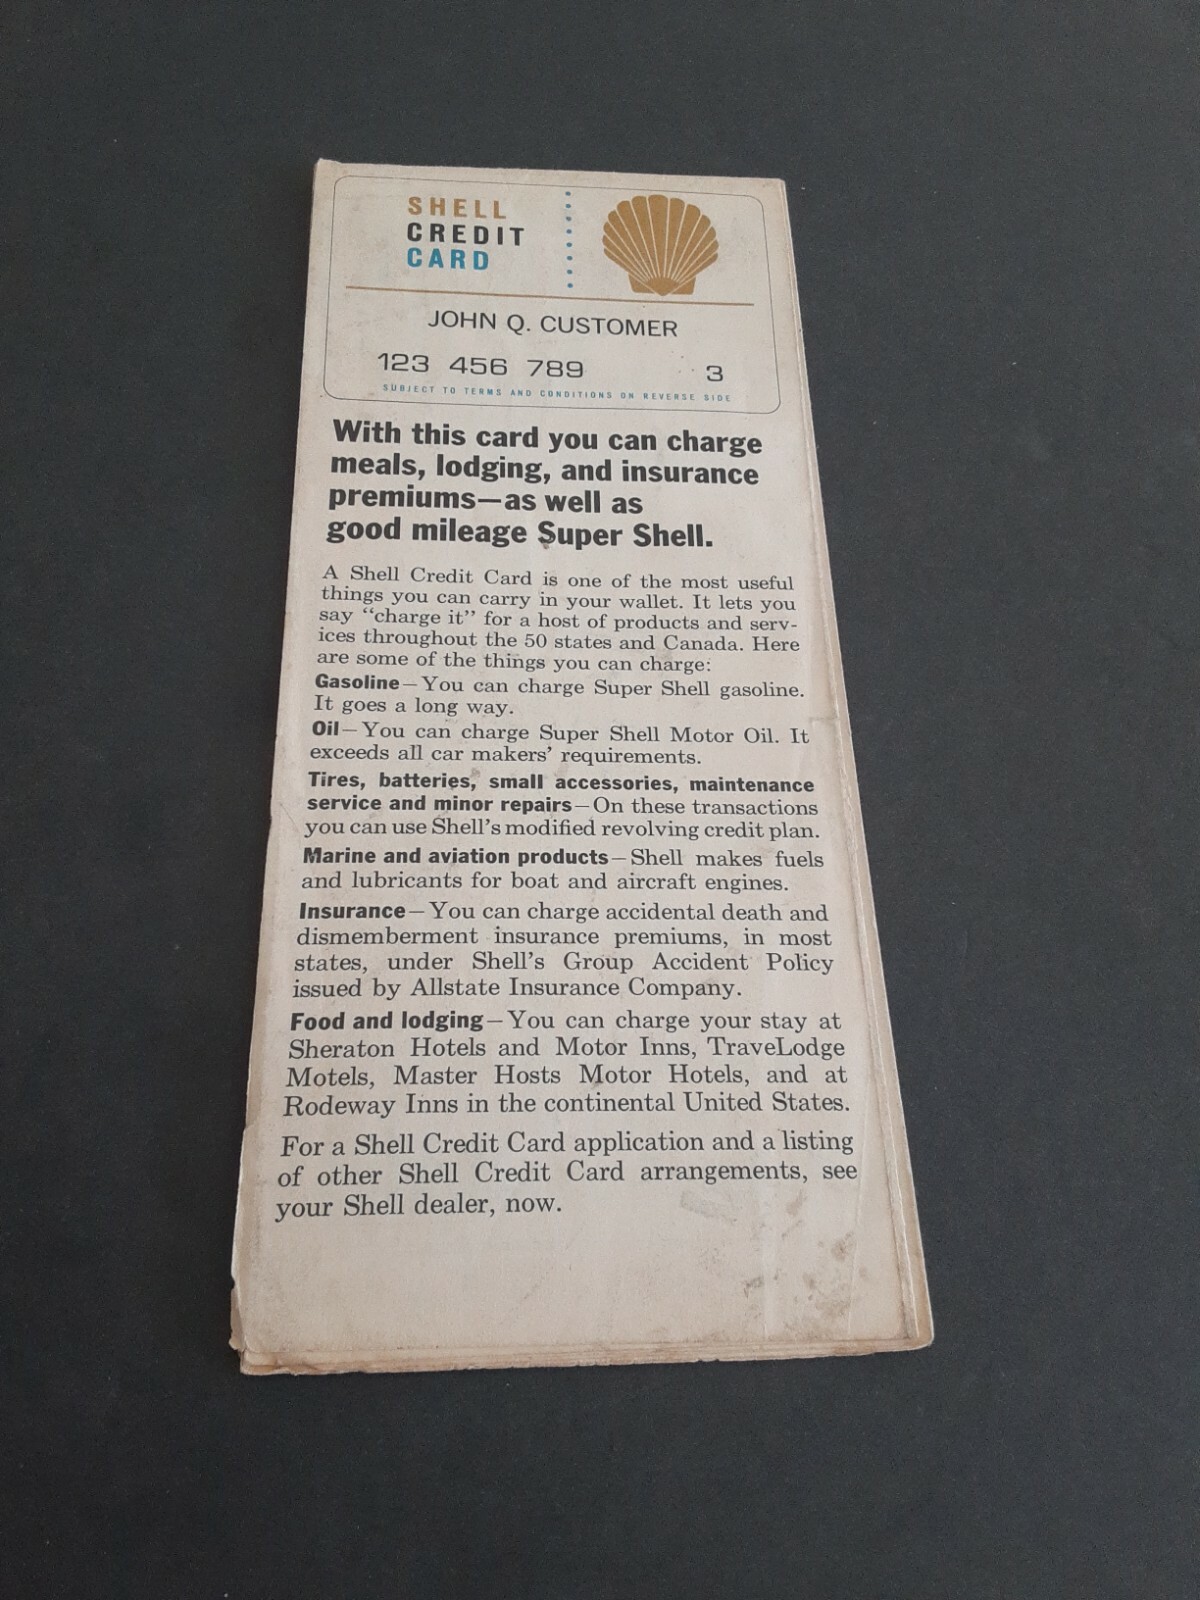 SHELL
CREDIT
CARD
JOHN Q. CUSTOMER
123 456 789 3
SUBJECT TO TERMS AND CONDITIONS ON REVERSE SIDE
With this card you can charge
meals, lodging, and insurance
premiums—as well as
good mileage Super Shell.
A Shell Credit Card is one of the most useful
things you can carry in your wallet. It lets you
say “charge it” for a host of products and serv-
ices throughout the 50 states and Canada. Here
are some of the things you can charge:
Gasoline—You can charge Super Shell gasoline.
It goes a long way.
Oil—You can charge Super Shell Motor Oil. It
exceeds all car makers’ requirements.
Tires, batteries, small accessories, maintenance
service and minor repairs—On these transactions
you can use Shell’s modified revolving credit plan.
Marine and aviation products—Shell makes fuels
and lubricants for boat and aircraft engines.
Insurance—You can charge accidental death and
dismemberment insurance premiums, in most
states, under Shell’s Group Accident Policy
issued by Allstate Insurance Company.
Food and lodging—You can charge your stay at
Sheraton Hotels and Motor Inns, TraveLodge
Motels, Master Hosts Motor Hotels, and at
Rodeway Inns in the continental United States.
For a Shell Credit Card application and a listing
of other Shell Credit Card arrangements, see
your Shell dealer, now.